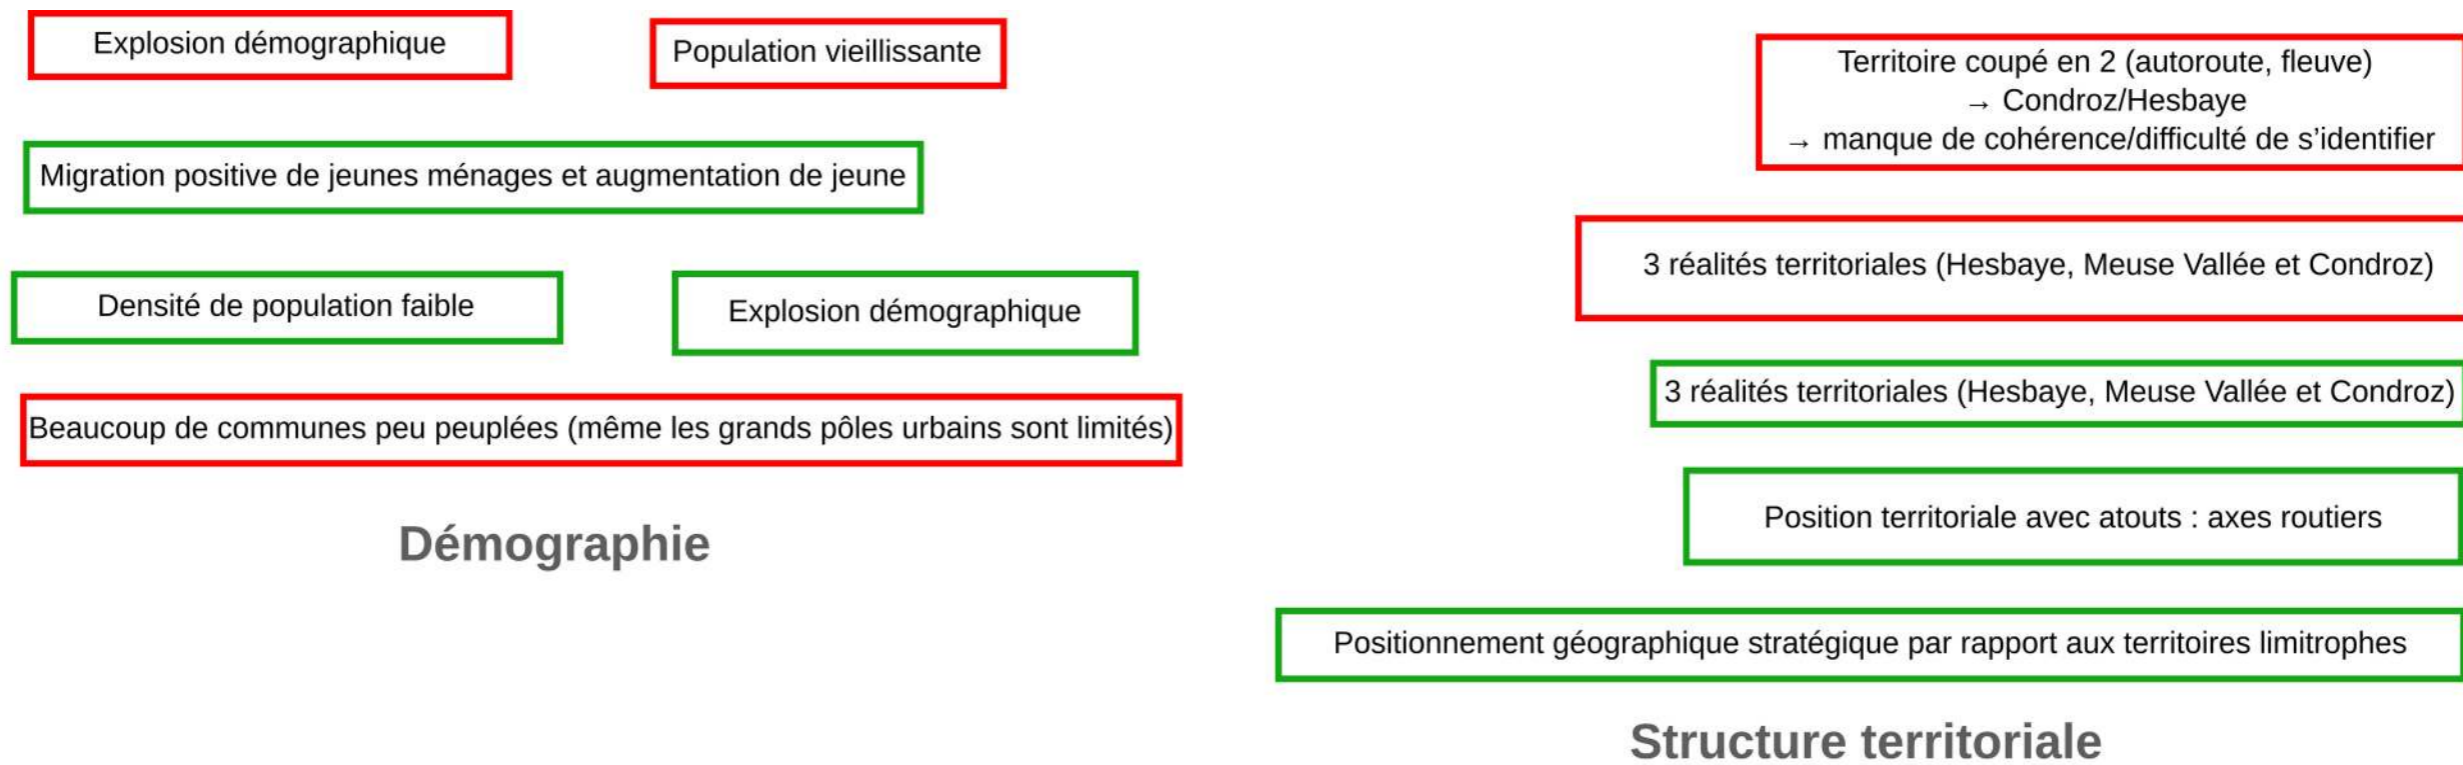 Explosion démographique
Population vieillissante
Migration positive de jeunes ménages et augmentation de jeune
Densité de population faible
Explosion démographique
Beaucoup de communes peu peuplées (même les grands pôles urbains sont limités)
Démographie
Territoire coupé en 2 (autoroute, fleuve)
→ Condroz/Hesbaye
→ manque de cohérence/difficulté de s’identifier
3 réalités territoriales (Hesbaye, Meuse Vallée et Condroz)
3 réalités territoriales (Hesbaye, Meuse Vallée et Condroz)
Position territoriale avec atouts : axes routiers
Positionnement géographique stratégique par rapport aux territoires limitrophes
Structure territoriale